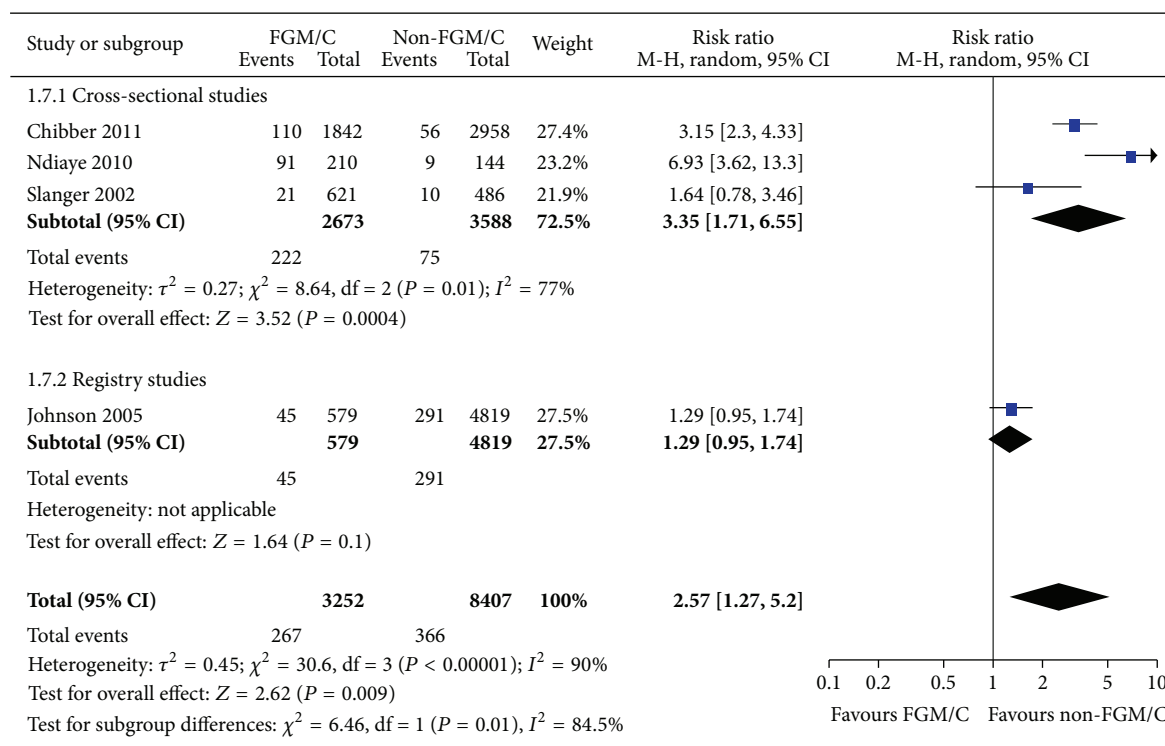 Study or subgroup FGM/C Non-FGM/C Weight Risk ratio Risk ratio
Events Total Events Total M-H, random, 95% CI M-H, random, 95% CI
1.7.1 Cross-sectional studies
Chibber 2011 110 1842 56 2958 27.4% 3.15 [2.3, 4.33]
Ndiaye 2010 91 210 9 144 23.2% 6.93 [3.62, 13.3]
Slanger 2002 21 621 10 486 21.9% 1.64 [0.78, 3.46]
Subtotal (95% CI) 2673 3588 72.5% 3.35 [1.71, 6.55]
Total events 222 75
Heterogeneity: τ² = 0.27; χ² = 8.64, df = 2 (P = 0.01); I² = 77%
Test for overall effect: Z = 3.52 (P = 0.0004)
1.7.2 Registry studies
Johnson 2005 45 579 291 4819 27.5% 1.29 [0.95, 1.74]
Subtotal (95% CI) 579 4819 27.5% 1.29 [0.95, 1.74]
Total events 45 291
Heterogeneity: not applicable
Test for overall effect: Z = 1.64 (P = 0.1)
Total (95% CI) 3252 8407 100% 2.57 [1.27, 5.2]
Total events 267 366
Heterogeneity: τ² = 0.45; χ² = 30.6, df = 3 (P < 0.00001); I² = 90%
Test for overall effect: Z = 2.62 (P = 0.009)
Test for subgroup differences: χ² = 6.46, df = 1 (P = 0.01), I² = 84.5%
0.1 0.2 0.5 1 2 5 10
Favours FGM/C Favours non-FGM/C